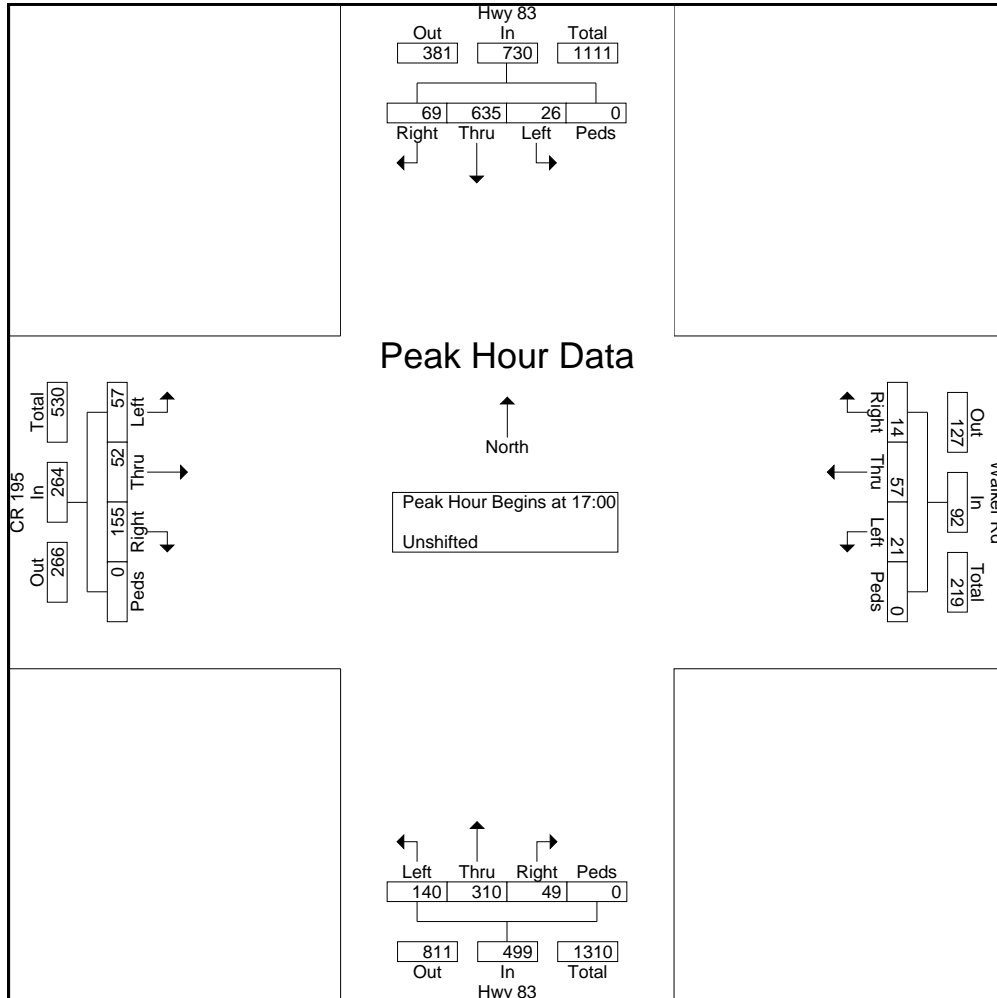 Hwy 83
Out In Total
381 730 1111
69 635 26 0
Right Thru Left Peds
Peak Hour Data
North
Peak Hour Begins at 17:00
Unshifted
CR 195
Total In Out
530 264 266
57 52 155 0
Left Thru Right Peds
Walker Rd
Out In Total
127 92 219
14 57 21 0
Right Thru Left Peds
Left Thru Right Peds
140 310 49 0
811 499 1310
Out In Total
Hwy 83